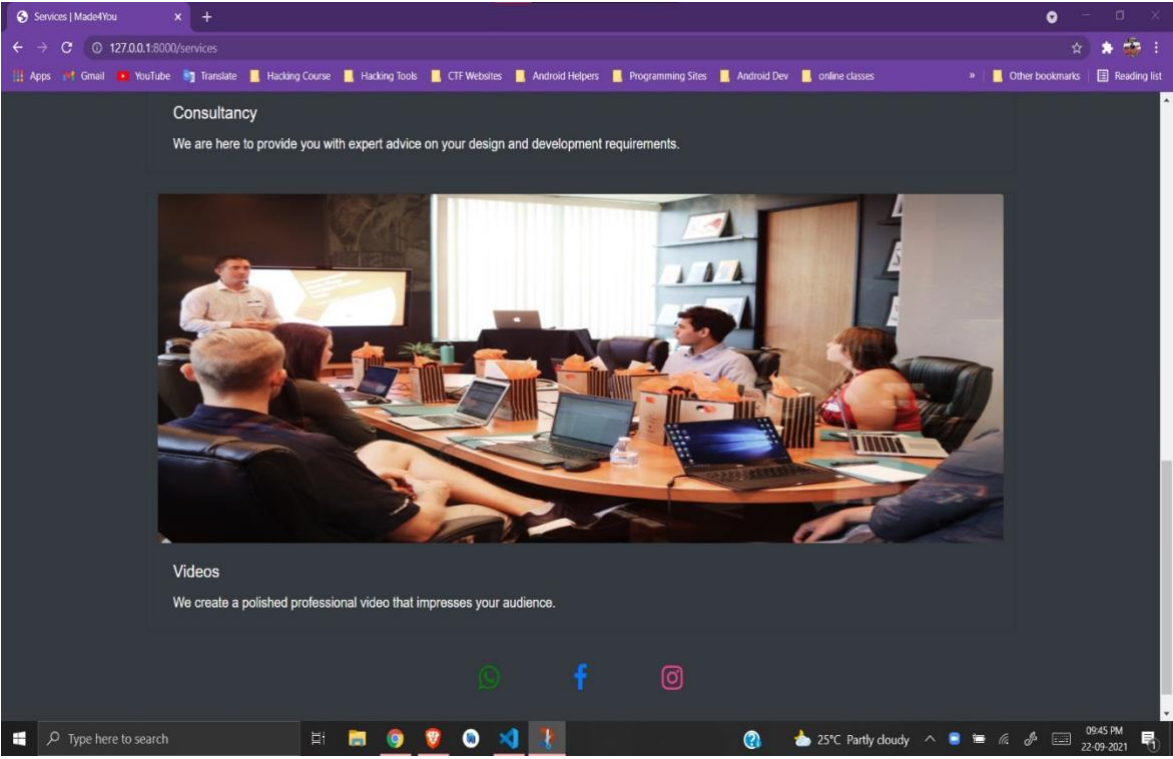 Services | Made4You
127.0.0.1:8000/services
Apps Gmail YouTube Translate Hacking Course Hacking Tools CTF Websites Android Helpers Programming Sites Android Dev online classes » Other bookmarks Reading list
Consultancy
We are here to provide you with expert advice on your design and development requirements.
Videos
We create a polished professional video that impresses your audience.
Type here to search
25°C Partly cloudy
09:45 PM
22-09-2021
1